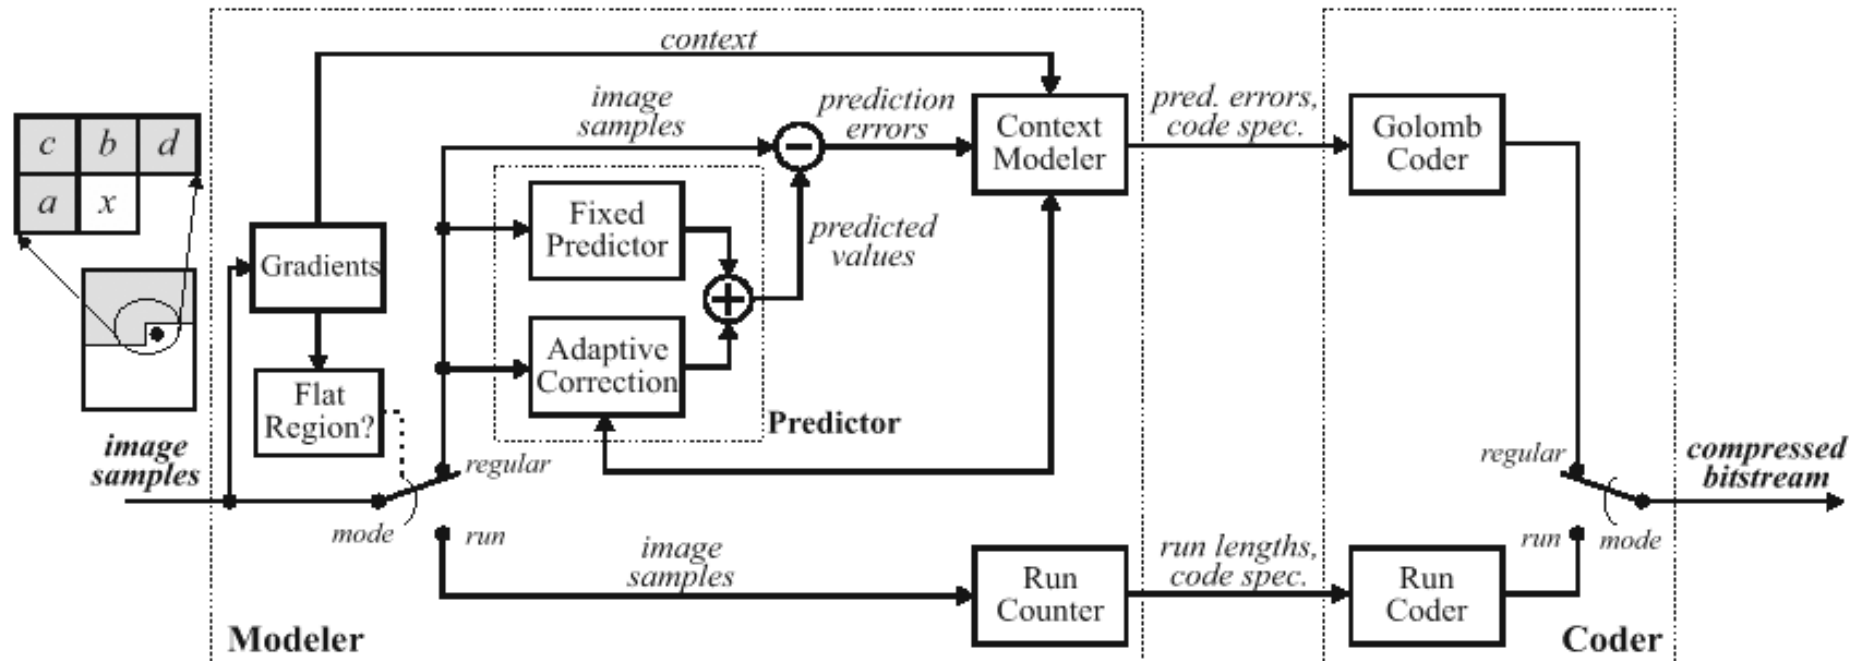 context
image
samples
prediction
errors
pred. errors,
code spec.
c b d
a x
Context
Modeler
Golomb
Coder
Fixed
Predictor
predicted
values
Gradients
Adaptive
Correction
Flat
Region?
Predictor
image
samples
regular
regular
compressed
bitstream
mode
run
image
samples
run lengths,
code spec.
run
mode
Run
Counter
Run
Coder
Modeler
Coder